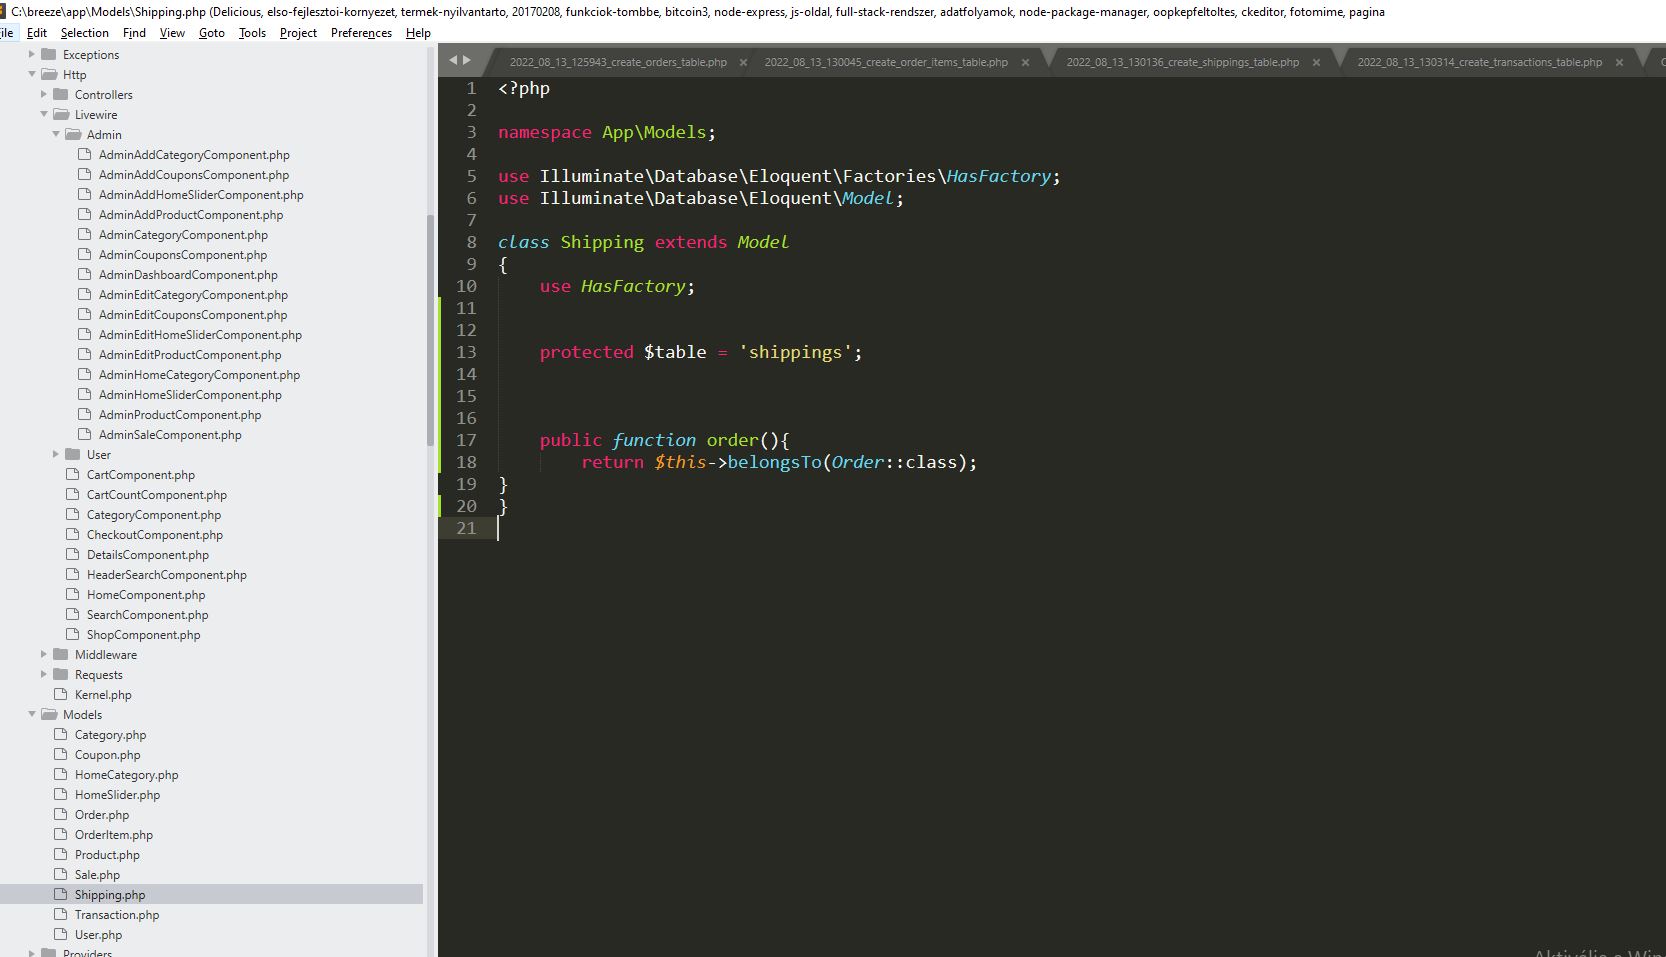 C:\breeze\app\Models\Shipping.php (Delicious, elso-fejlesztoi-kornyezet, termek-nyilvantarto, 20170208, funkciok-tombbe, bitcoin3, node-express, js-oldal, full-stack-rendszer, adatfolyamok, node-package-manager, oopkepfeltoltes, ckeditor, fotomime, pagina
ile Edit Selection Find View Goto Tools Project Preferences Help
Exceptions
Http
Controllers
Livewire
Admin
AdminAddCategoryComponent.php
AdminAddCouponsComponent.php
AdminAddHomeSliderComponent.php
AdminAddProductComponent.php
AdminCategoryComponent.php
AdminCouponsComponent.php
AdminDashboardComponent.php
AdminEditCategoryComponent.php
AdminEditCouponsComponent.php
AdminEditHomeSliderComponent.php
AdminEditProductComponent.php
AdminHomeCategoryComponent.php
AdminHomeSliderComponent.php
AdminProductComponent.php
AdminSaleComponent.php
User
CartComponent.php
CartCountComponent.php
CategoryComponent.php
CheckoutComponent.php
DetailsComponent.php
HeaderSearchComponent.php
HomeComponent.php
SearchComponent.php
ShopComponent.php
Middleware
Requests
Kernel.php
Models
Category.php
Coupon.php
HomeCategory.php
HomeSlider.php
Order.php
OrderItem.php
Product.php
Sale.php
Shipping.php
Transaction.php
User.php
Providers
2022_08_13_125943_create_orders_table.php × 2022_08_13_130045_create_order_items_table.php × 2022_08_13_130136_create_shippings_table.php × 2022_08_13_130314_create_transactions_table.php ×
1 <?php
2
3 namespace App\Models;
4
5 use Illuminate\Database\Eloquent\Factories\HasFactory;
6 use Illuminate\Database\Eloquent\Model;
7
8 class Shipping extends Model
9 {
10 use HasFactory;
11
12
13 protected $table = 'shippings';
14
15
16
17 public function order(){
18 return $this->belongsTo(Order::class);
19 }
20 }
21